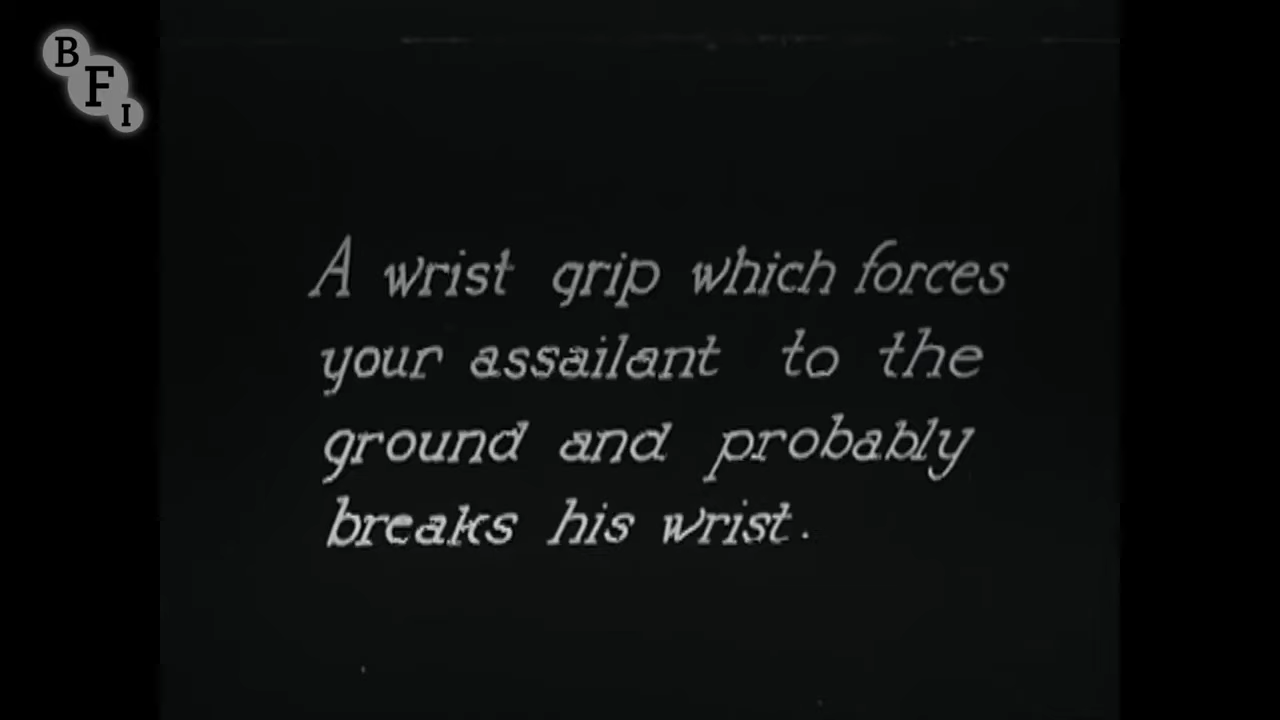 BFI
A wrist grip which forces
your assailant to the
ground and probably
breaks his wrist.